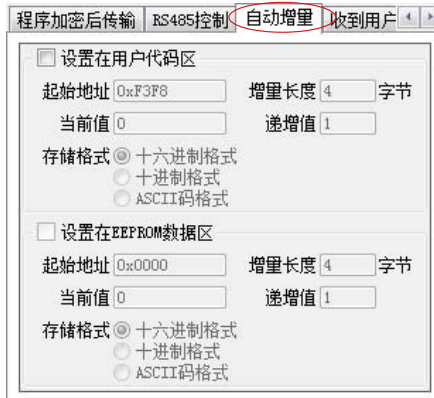 程序加密后传输 RS485控制 自动增量 收到用户
设置在用户代码区
起始地址 0xF3F8 增量长度 4 字节
当前值 0 递增值 1
存储格式 十六进制格式
十进制格式
ASCII码格式
设置在EEPROM数据区
起始地址 0x0000 增量长度 4 字节
当前值 0 递增值 1
存储格式 十六进制格式
十进制格式
ASCII码格式